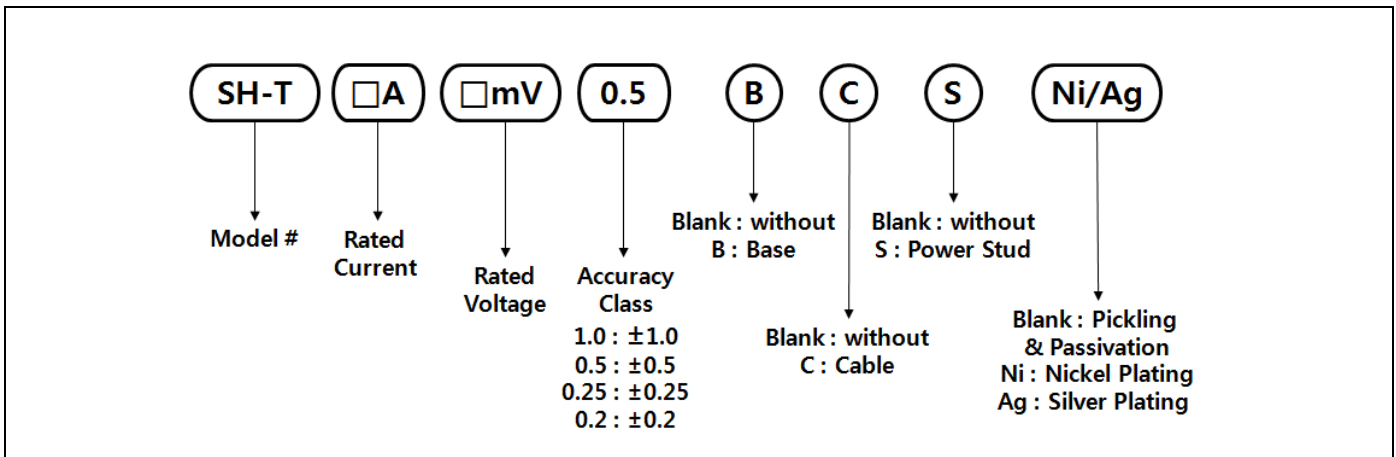 SH-T □A □mV 0.5 B C S Ni/Ag
Model #
Rated
Current
Rated
Voltage
Accuracy
Class
1.0 : ±1.0
0.5 : ±0.5
0.25 : ±0.25
0.2 : ±0.2
Blank : without
B : Base
Blank : without
C : Cable
Blank : without
S : Power Stud
Blank : Pickling
& Passivation
Ni : Nickel Plating
Ag : Silver Plating